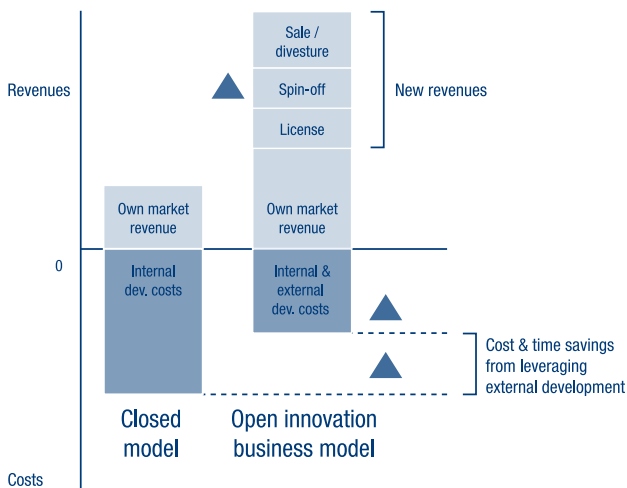 Sale /
divesture
Revenues
Spin-off
New revenues
License
Own market
revenue
Own market
revenue
0
Internal
dev. costs
Internal &
external
dev. costs
Cost & time savings
from leveraging
external development
Closed
model
Open innovation
business model
Costs